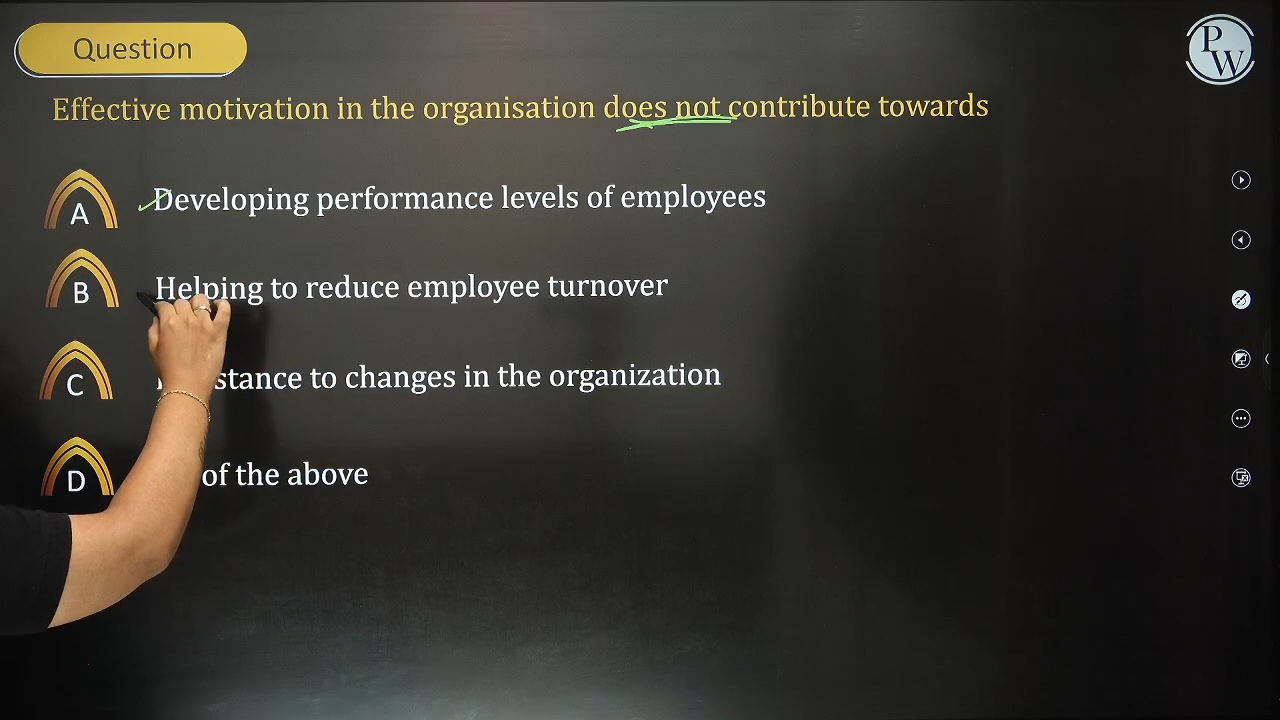 Question
PW
Effective motivation in the organisation does not contribute towards
A Developing performance levels of employees
B Helping to reduce employee turnover
C stance to changes in the organization
D of the above